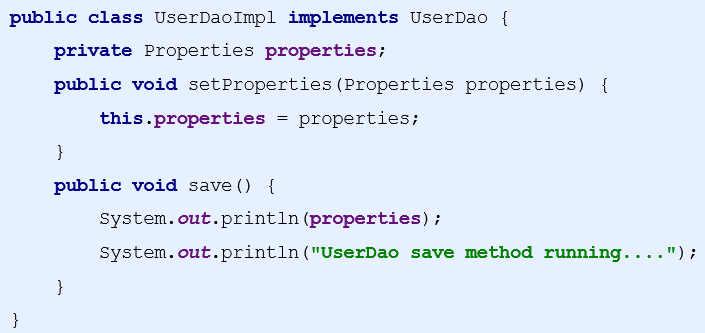 public class UserDaoImpl implements UserDao {
    private Properties properties;
    public void setProperties(Properties properties) {
        this.properties = properties;
    }
    public void save() {
        System.out.println(properties);
        System.out.println("UserDao save method running....");
    }
}